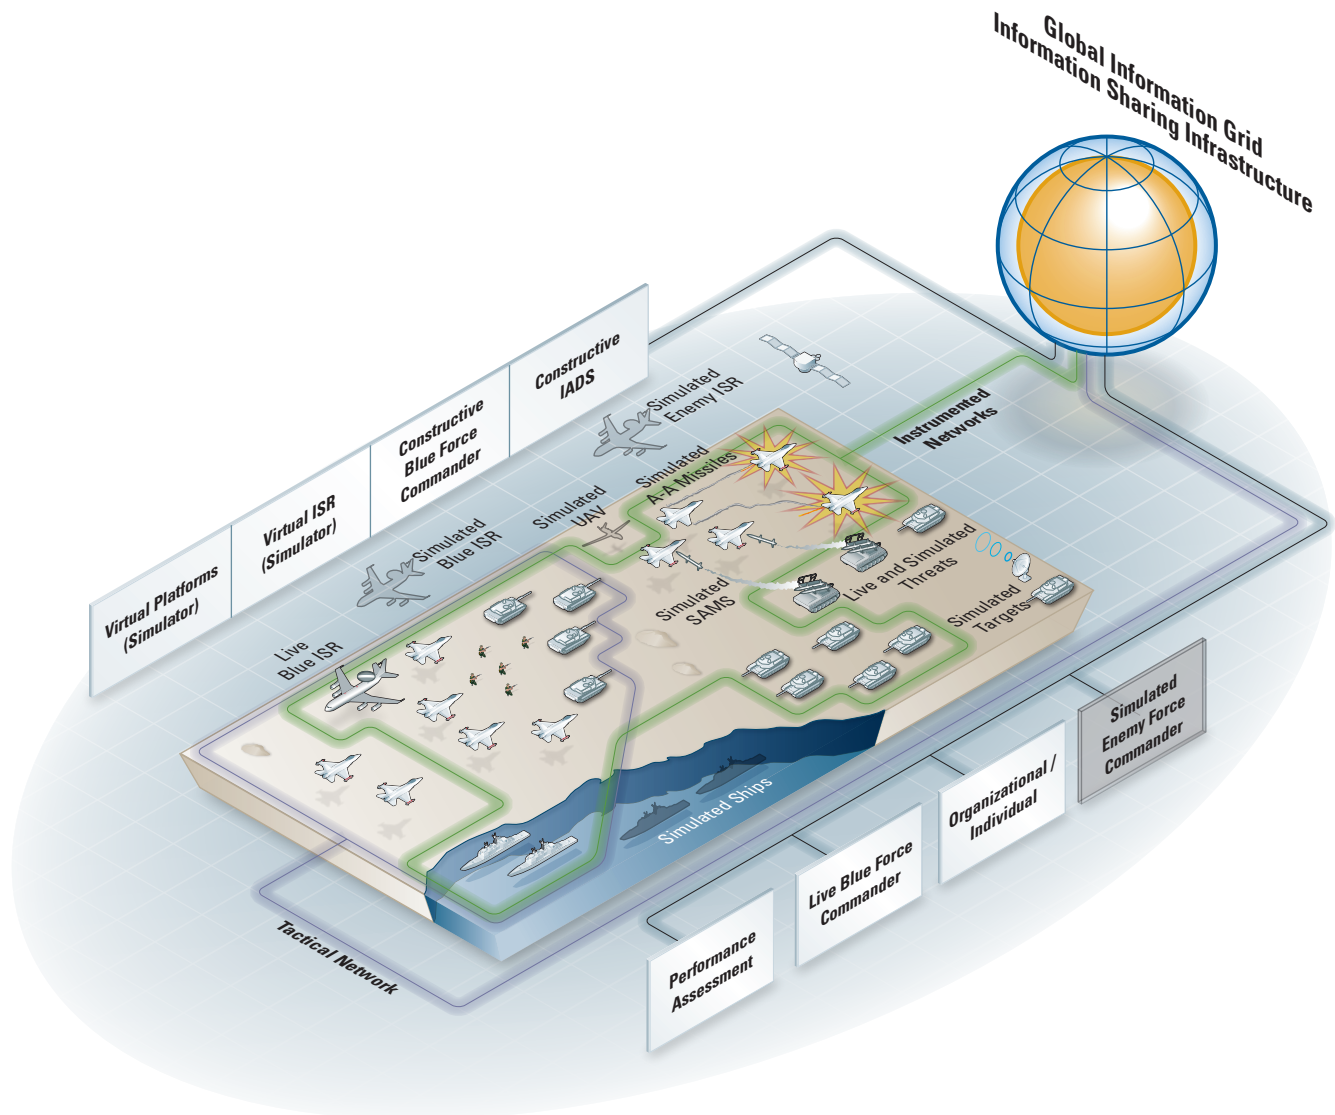 Global Information Grid
Information Sharing Infrastructure
Constructive
IADS
Constructive
Blue Force
Commander
Virtual ISR
(Simulator)
Virtual Platforms
(Simulator)
Simulated
Enemy ISR
Instrumented
Networks
Simulated
A-A Missiles
Simulated
UAV
Simulated
Blue ISR
Live
Blue ISR
Simulated
SAMS
Live and Simulated
Threats
Simulated
Targets
Simulated Ships
Tactical Network
Simulated
Enemy Force
Commander
Organizational /
Individual
Live Blue Force
Commander
Performance
Assessment